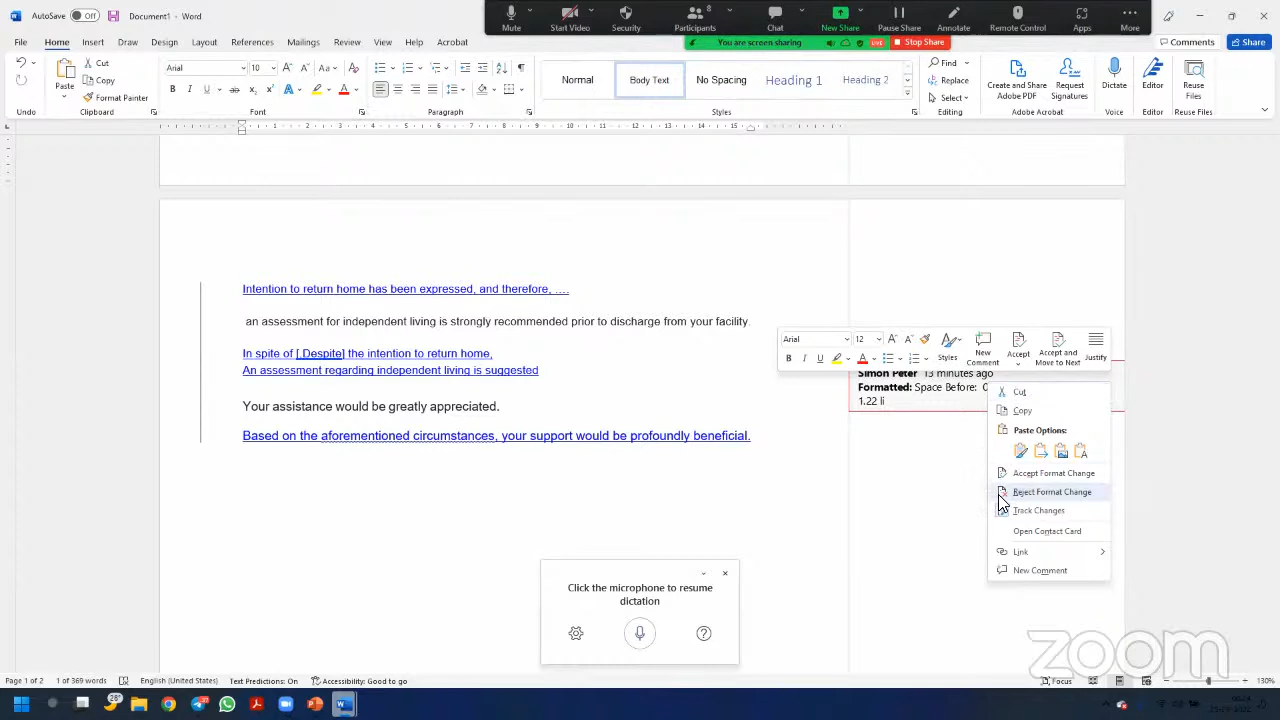 AutoSave Off Document1 - Word
Mute Start Video Security Participants 8 Chat New Share Pause Share Annotate Remote Control Apps More
You are screen sharing LIVE Stop Share
Home Insert Draw Design Mailings Review View Help Acrobat Comments Share
Cut
Copy
Format Painter
Paste
Arial 10
Normal Body Text No Spacing Heading 1 Heading 2
Find
Replace
Select
Create and Share Adobe PDF
Request Signatures
Dictate
Editor
Reuse Files
Undo Clipboard Font Paragraph Styles Adobe Acrobat Voice Editor Reuse Files
Intention to return home has been expressed, and therefore, ….
an assessment for independent living is strongly recommended prior to discharge from your facility.
In spite of [.Despite] the intention to return home,
An assessment regarding independent living is suggested
Your assistance would be greatly appreciated.
Based on the aforementioned circumstances, your support would be profoundly beneficial.
Arial 12
Styles New Comment Accept Accept and Move to Next Justify
Simon Peter 13 minutes ago
Formatted: Space Before:
1.22 li
Cut
Copy
Paste Options:
Accept Format Change
Reject Format Change
Track Changes
Open Contact Card
Link
New Comment
Click the microphone to resume
dictation
zoom
Page 1 of 2 1 of 369 words English (United States) Text Predictions: On Accessibility: Good to go Focus 130%
28°